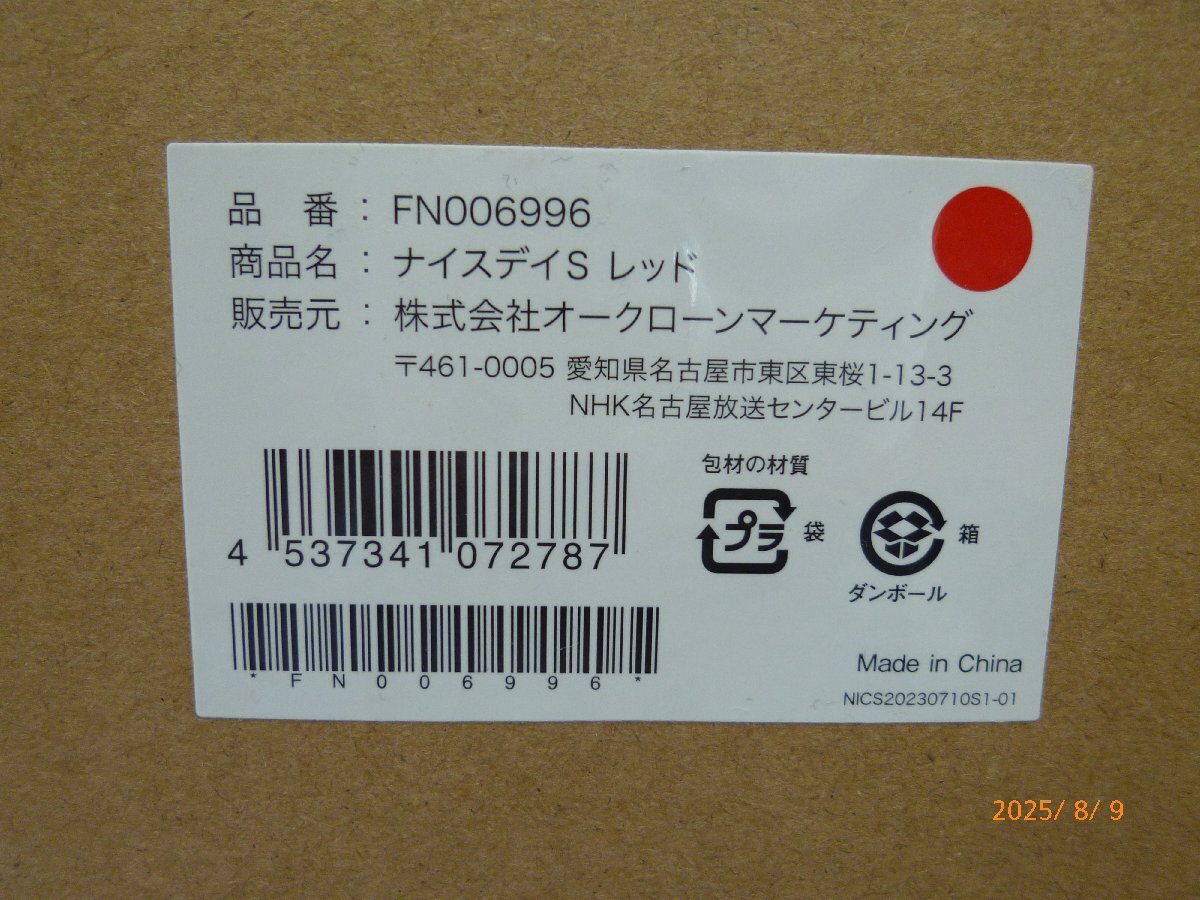 品　番 : FN006996
商品名 : ナイスデイS レッド
販売元 : 株式会社オークローンマーケティング
〒461-0005 愛知県名古屋市東区東桜1-13-3
NHK名古屋放送センタービル14F
4 537341 072787
*FN006996*
包材の材質
プラ 袋
箱
ダンボール
Made in China
NICS20230710S1-01
2025/ 8/ 9